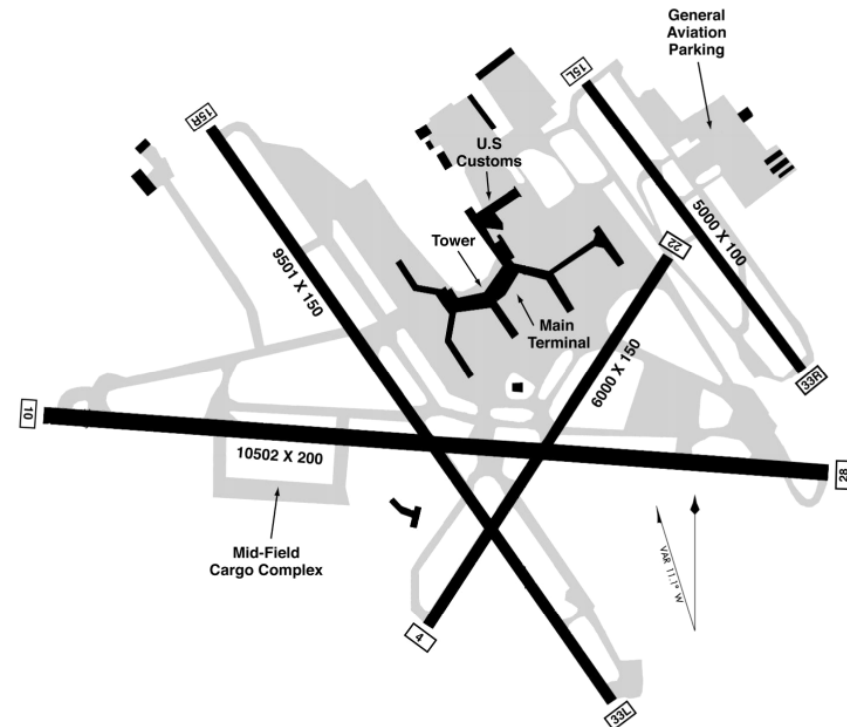 General
Aviation
Parking
15L
15R
U.S
Customs
5000 X 100
22
Tower
9501 X 150
Main
Terminal
6000 X 150
33R
10
10502 X 200
28
Mid-Field
Cargo Complex
VAR 11.1° W
4
33L